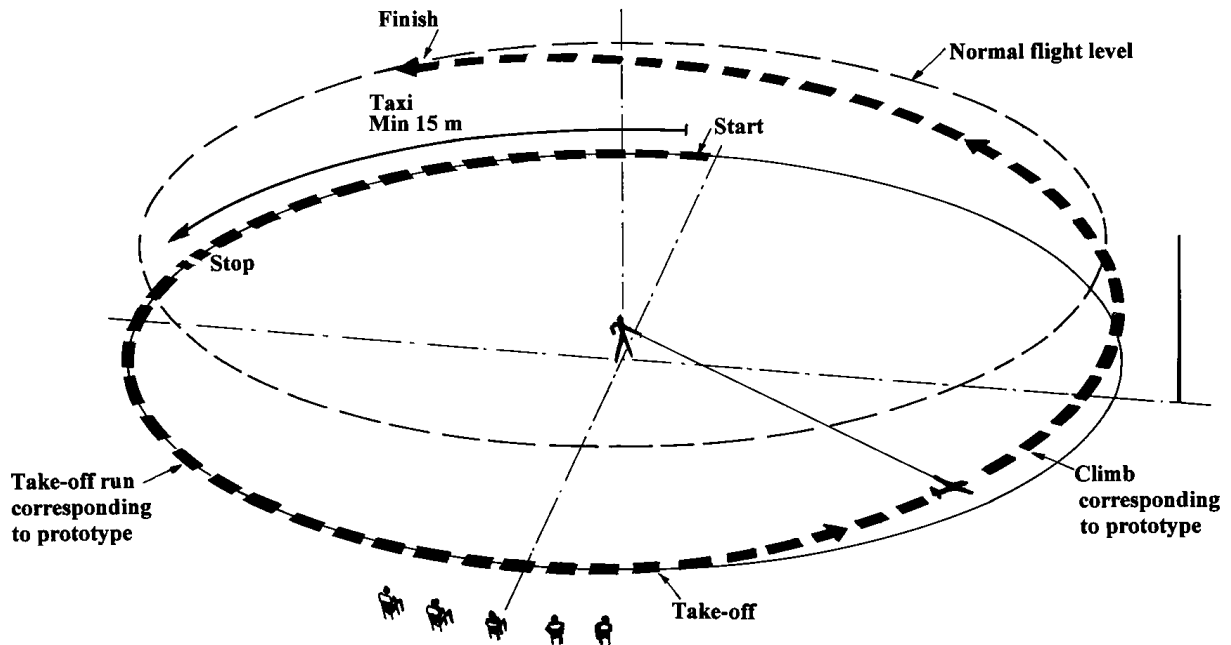 Finish
Normal flight level
Taxi
Min 15 m
Start
Stop
Take-off run
corresponding
to prototype
Climb
corresponding
to prototype
Take-off